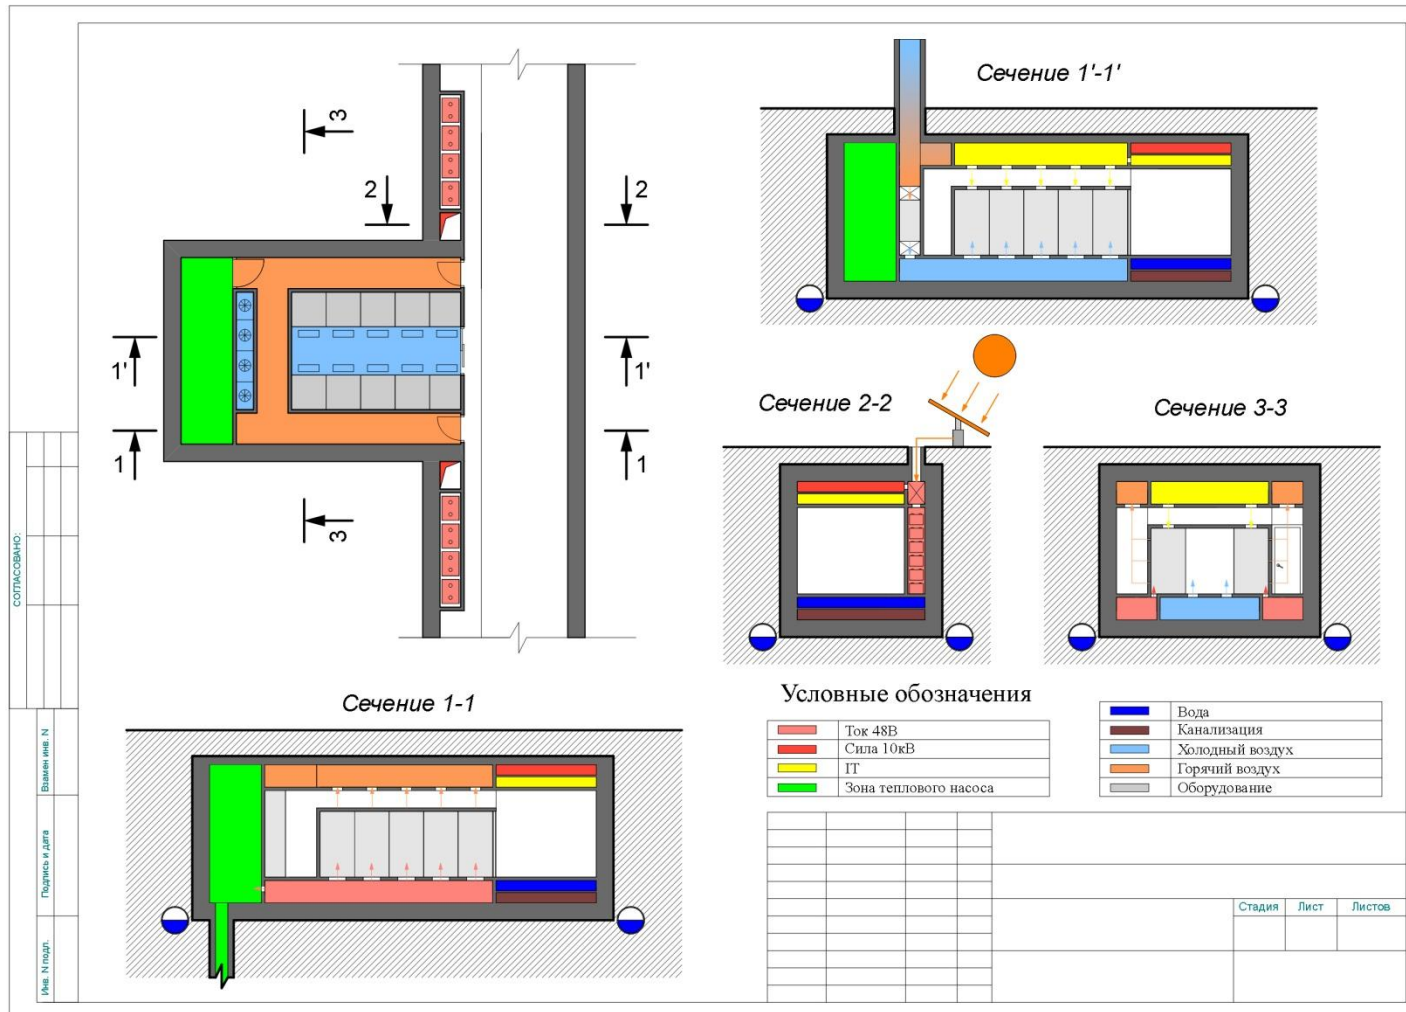 Сечение 1'-1'
3
2
2
1'
1'
1
1
3
Сечение 2-2
Сечение 3-3
Сечение 1-1
Условные обозначения
Ток 48В
Сила 10кВ
IT
Зона теплового насоса
Вода
Канализация
Холодный воздух
Горячий воздух
Оборудование
Стадия
Лист
Листов
СОГЛАСОВАНО:
Взамен инв. N
Подпись и дата
Инв. N подл.